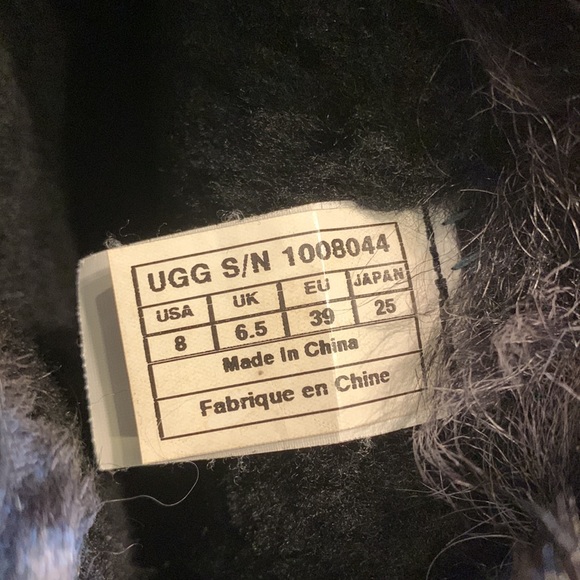 UGG S/N 1008044
USA UK EU JAPAN
8 6.5 39 25
Made In China
Fabrique en Chine